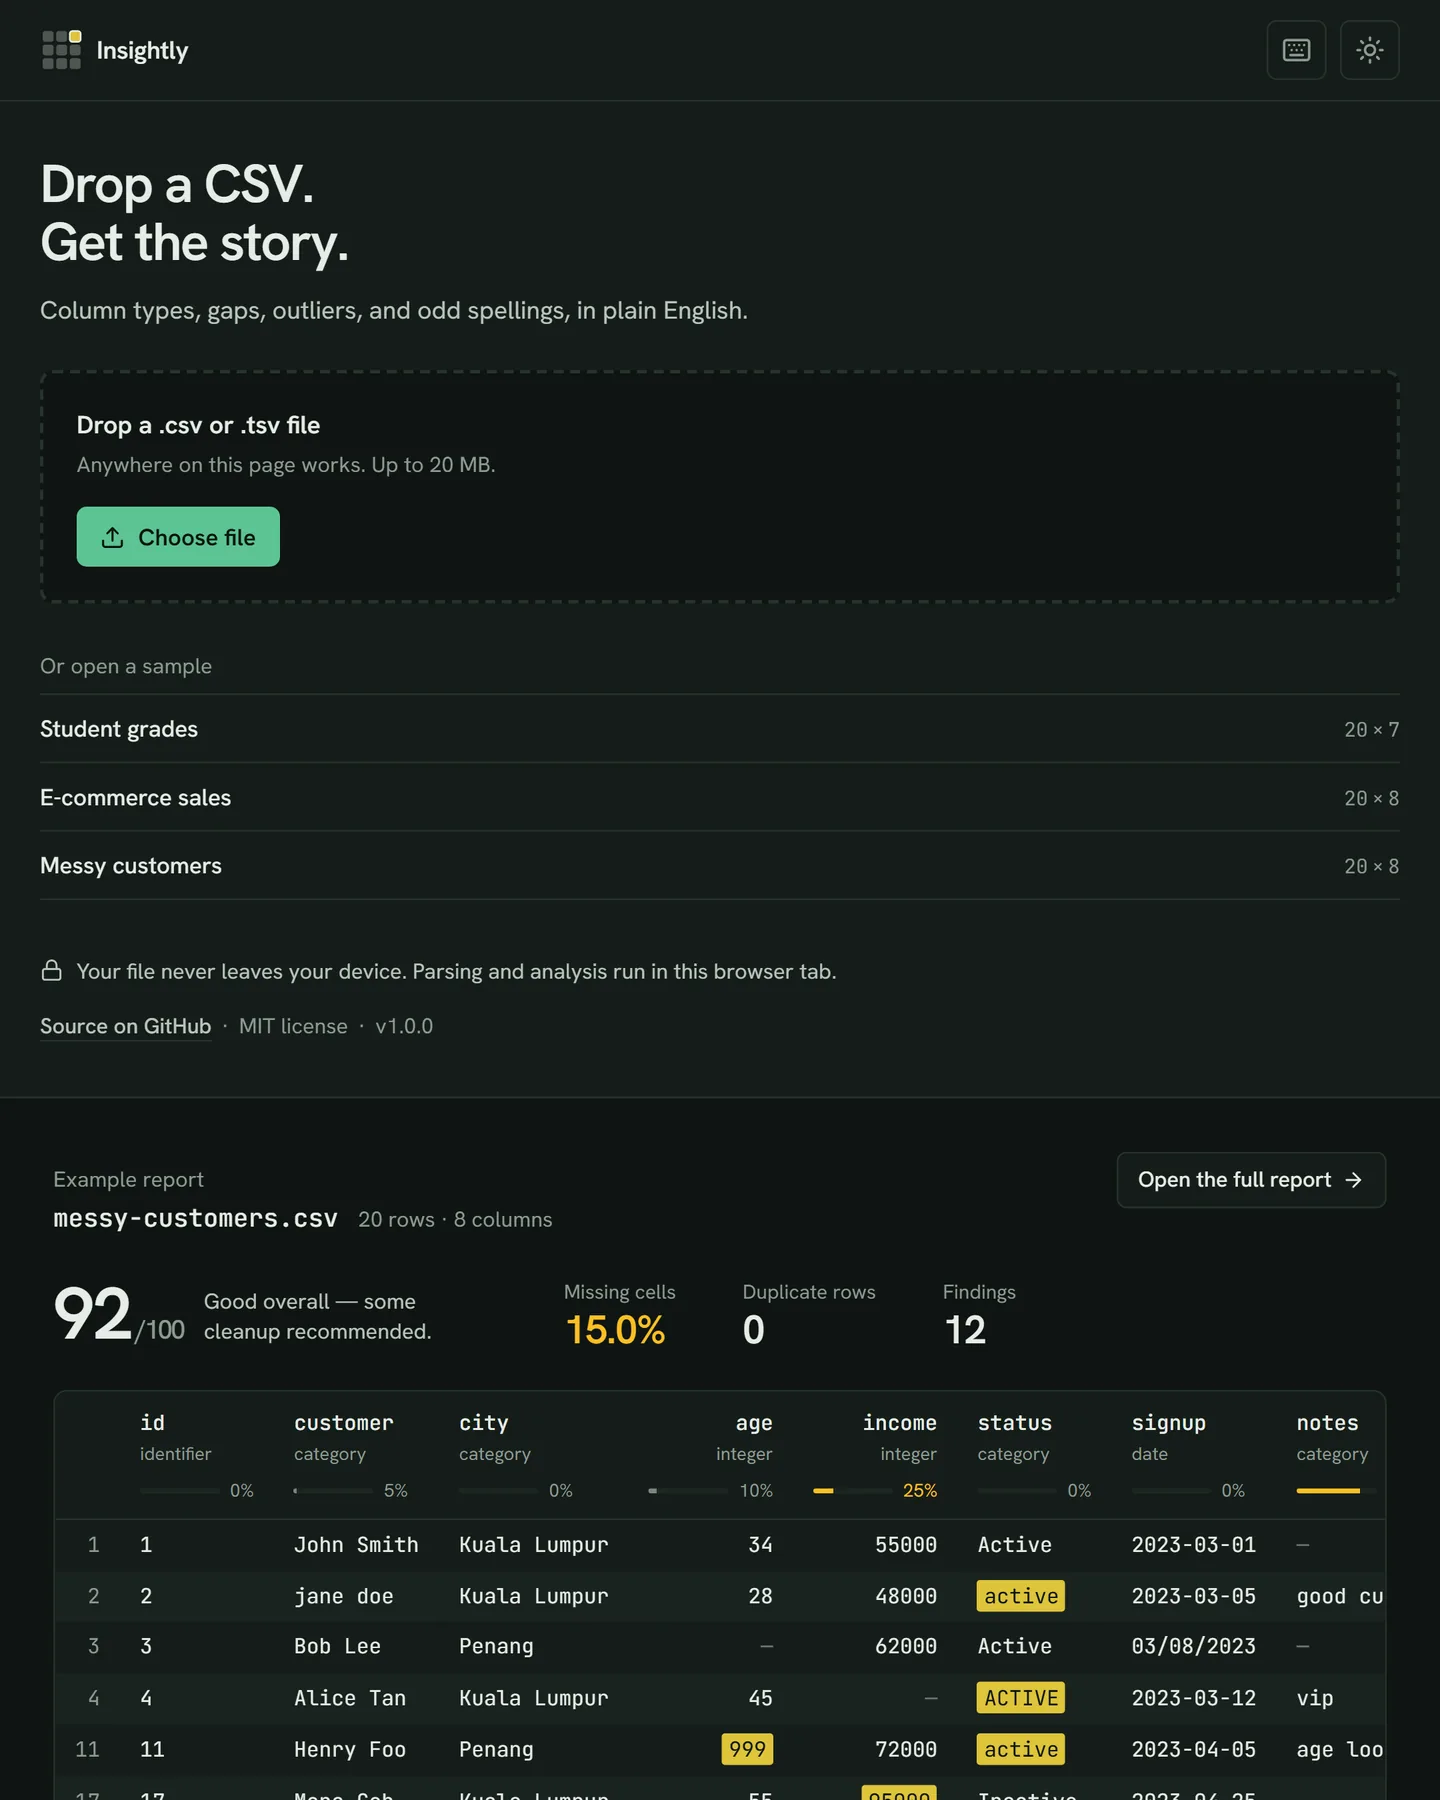 Insightly
Drop a CSV.
Get the story.
Column types, gaps, outliers, and odd spellings, in plain English.
Drop a .csv or .tsv file
Anywhere on this page works. Up to 20 MB.
Choose file
Or open a sample
Student grades 20 × 7
E-commerce sales 20 × 8
Messy customers 20 × 8
Your file never leaves your device. Parsing and analysis run in this browser tab.
Source on GitHub · MIT license · v1.0.0
Example report
Open the full report →
messy-customers.csv 20 rows · 8 columns
92/100
Good overall — some
cleanup recommended.
Missing cells
15.0%
Duplicate rows
0
Findings
12
id customer city age income status signup notes
identifier category category integer integer category date category
0% 5% 0% 10% 25% 0% 0%
1 1 John Smith Kuala Lumpur 34 55000 Active 2023-03-01 —
2 2 jane doe Kuala Lumpur 28 48000 active 2023-03-05 good cu
3 3 Bob Lee Penang — 62000 Active 03/08/2023 —
4 4 Alice Tan Kuala Lumpur 45 — ACTIVE 2023-03-12 vip
11 11 Henry Foo Penang 999 72000 active 2023-04-05 age loo
17 17 Kuala Lumpur 55 95000 Inactive